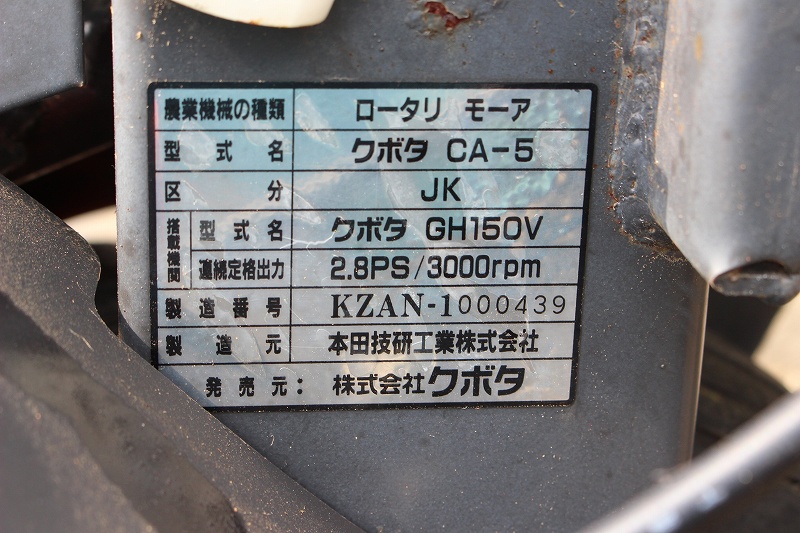 農業機械の種類 ロータリ モーア
型式名 クボタ CA-5
区分 JK
搭載機関 型式名 クボタ GH150V
連続定格出力 2.8PS/3000rpm
製造番号 KZAN-1000439
製造元 本田技研工業株式会社
発売元: 株式会社クボタ